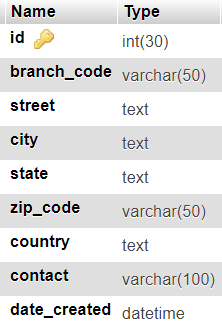 Name Type
id int(30)
branch_code varchar(50)
street text
city text
state text
zip_code varchar(50)
country text
contact varchar(100)
date_created datetime